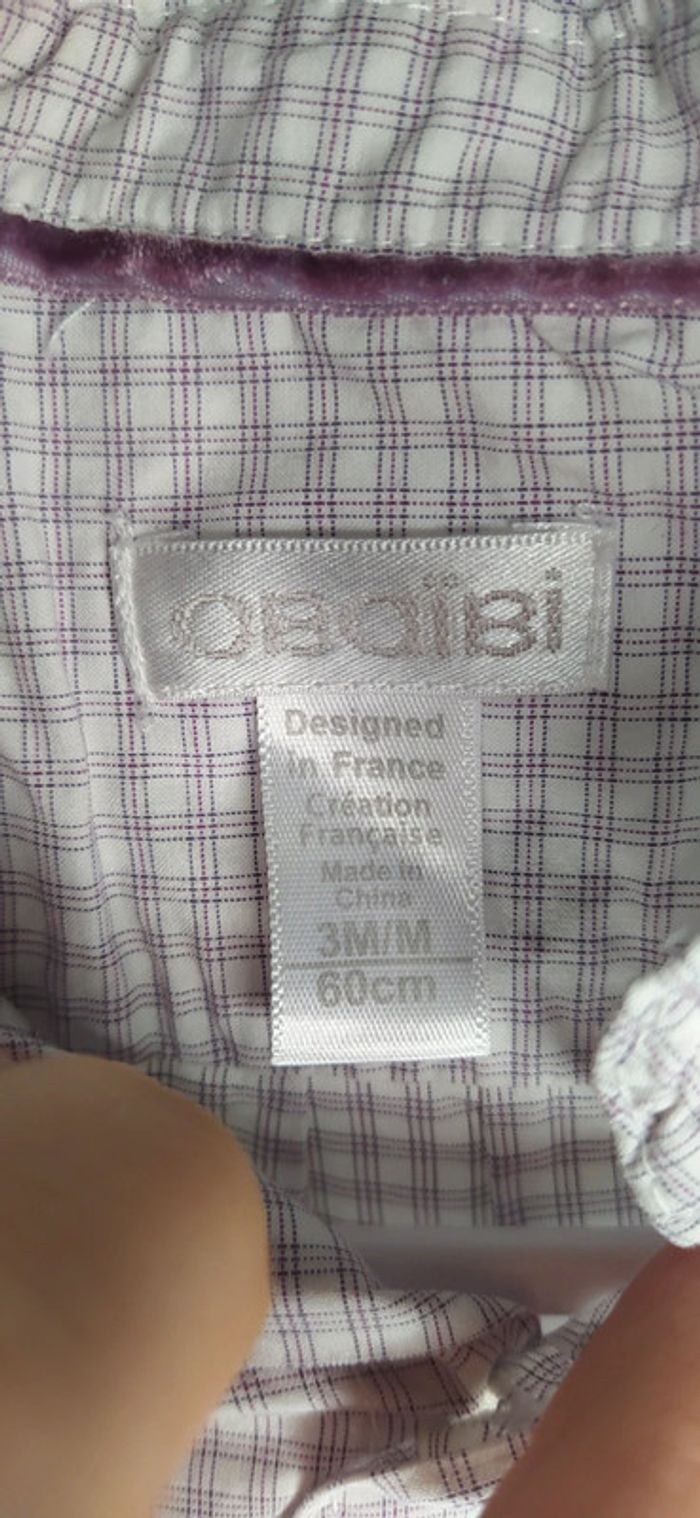 OBAÏBI
Designed
in France
Création
Française
Made in
China
3M/M
60cm